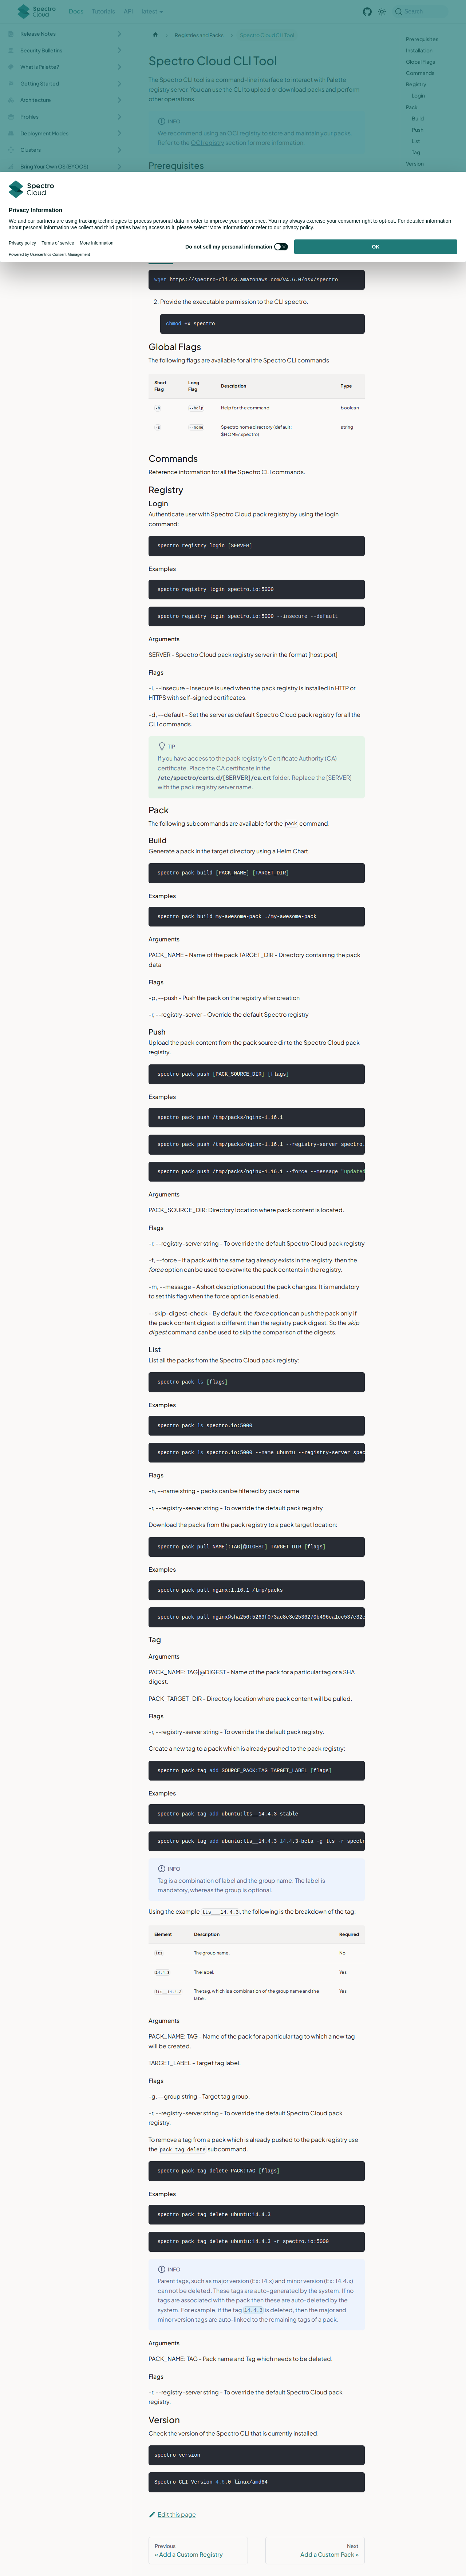 Spectro Cloud
Docs Tutorials API latest
Search
Release Notes
Security Bulletins
What is Palette?
Getting Started
Architecture
Profiles
Deployment Modes
Clusters
Bring Your Own OS (BYOOS)
Registries and Packs
Spectro Cloud CLI Tool
Spectro Cloud CLI Tool
The Spectro CLI tool is a command-line interface to interact with Palette
registry servers. You can use the CLI to upload or download packs and perform
other operations.
INFO
We recommend using an OCI registry to store and maintain your packs.
Refer to the OCI registry section for more information.
Prerequisites
Prerequisites
Installation
Global Flags
Commands
Registry
Login
Pack
Build
Push
List
Tag
Version
Spectro Cloud
Privacy Information
We and our partners are using tracking technologies to process personal data in order to improve your experience. You may always exercise your consumer right to opt-out. For detailed information
about personal information we collect and third parties having access to it, please select 'More Information' or refer to our privacy policy.
Privacy policy Terms of service More Information
Powered by Usercentrics Consent Management
Do not sell my personal information
OK
wget https://spectro-cli.s3.amazonaws.com/v4.6.0/osx/spectro
2. Provide the executable permission to the CLI spectro.
chmod +x spectro
Global Flags
The following flags are available for all the Spectro CLI commands
Short Flag Long Flag Description Type
-h --help Help for the command boolean
--home Spectro home directory (default: $HOME/.spectro) string
Commands
Reference information for all the Spectro CLI commands.
Registry
Login
Authenticate user with Spectro Cloud pack registry by using the login
command:
spectro registry login [SERVER]
Examples
spectro registry login spectro.io:5000
spectro registry login spectro.io:5000 --insecure --default
Arguments
SERVER - Spectro Cloud pack registry server in the format [host:port]
Flags
-i, --insecure - Insecure is used when the pack registry is installed in HTTP or
HTTPS with self-signed certificates.
-d, --default - Set the server as default Spectro Cloud pack registry for all the
CLI commands.
TIP
If you have access to the pack registry's Certificate Authority (CA)
certificate. Place the CA certificate in the
/etc/spectro/certs.d/[SERVER]/ca.crt folder. Replace the [SERVER]
with the pack registry server name.
Pack
The following subcommands are available for the pack command.
Build
Generate a pack in the target directory using a Helm Chart.
spectro pack build [PACK_NAME] [TARGET_DIR]
Examples
spectro pack build my-awesome-pack ./my-awesome-pack
Arguments
PACK_NAME - Name of the pack TARGET_DIR - Directory containing the pack
data
Flags
-p, --push - Push the pack on the registry after creation
-r, --registry-server - Override the default Spectro registry
Push
Upload the pack content from the pack source dir to the Spectro Cloud pack
registry.
spectro pack push [PACK_SOURCE_DIR] [flags]
Examples
spectro pack push /tmp/packs/nginx-1.16.1
spectro pack push /tmp/packs/nginx-1.16.1 --registry-server spectro.
spectro pack push /tmp/packs/nginx-1.16.1 --force --message "updated
Arguments
PACK_SOURCE_DIR: Directory location where pack content is located.
Flags
-r, --registry-server string - To override the default Spectro Cloud pack registry
-f, --force - If a pack with the same tag already exists in the registry, then the
force option can be used to overwrite the pack contents in the registry.
-m, --message - A short description about the pack changes. It is mandatory
to set this flag when the force option is enabled.
--skip-digest-check - By default, the force option can push the pack only if
the pack content digest is different than the registry pack digest. So the skip
digest command can be used to skip the comparison of the digests.
List
List all the packs from the Spectro Cloud pack registry:
spectro pack ls [flags]
Examples
spectro pack ls spectro.io:5000
spectro pack ls spectro.io:5000 --name ubuntu --registry-server spec
Flags
-n, --name string - packs can be filtered by pack name
-r, --registry-server string - To override the default pack registry
Download the packs from the pack registry to a pack target location:
spectro pack pull NAME[:TAG|@DIGEST] TARGET_DIR [flags]
Examples
spectro pack pull nginx:1.16.1 /tmp/packs
spectro pack pull nginx@sha256:5269f073ac8e3c2536270b496ca1cc537e32e
Tag
Arguments
PACK_NAME: TAG|@DIGEST - Name of the pack for a particular tag or a SHA
digest.
PACK_TARGET_DIR - Directory location where pack content will be pulled.
Flags
-r, --registry-server string - To override the default pack registry.
Create a new tag to a pack which is already pushed to the pack registry:
spectro pack tag add SOURCE_PACK:TAG TARGET_LABEL [flags]
Examples
spectro pack tag add ubuntu:lts__14.4.3 stable
spectro pack tag add ubuntu:lts__14.4.3 14.4.3-beta -g lts -r spectr
INFO
Tag is a combination of label and the group name. The label is
mandatory, whereas the group is optional.
Using the example lts___14.4.3, the following is the breakdown of the tag:
Element Description Required
lts The group name. No
14.4.3 The label. Yes
lts__14.4.3 The tag, which is a combination of the group name and the label. Yes
Arguments
PACK_NAME: TAG - Name of the pack for a particular tag to which a new tag
will be created.
TARGET_LABEL - Target tag label.
Flags
-g, --group string - Target tag group.
-r, --registry-server string - To override the default Spectro Cloud pack
registry.
To remove a tag from a pack which is already pushed to the pack registry use
the pack tag delete subcommand.
spectro pack tag delete PACK:TAG [flags]
Examples
spectro pack tag delete ubuntu:14.4.3
spectro pack tag delete ubuntu:14.4.3 -r spectro.io:5000
INFO
Parent tags, such as major version (Ex: 14.x) and minor version (Ex: 14.4.x)
can not be deleted. These tags are auto-generated by the system. If no
tags are associated with the pack then these are auto-deleted by the
system. For example, if the tag 14.4.3 is deleted, then the major and
minor version tags are auto-linked to the remaining tags of a pack.
Arguments
PACK_NAME: TAG - Pack name and Tag which needs to be deleted.
Flags
-r, --registry-server string - To override the default Spectro Cloud pack
registry.
Version
Check the version of the Spectro CLI that is currently installed.
spectro version
Spectro CLI Version 4.6.0 linux/amd64
Edit this page
Previous
« Add a Custom Registry
Next
Add a Custom Pack »